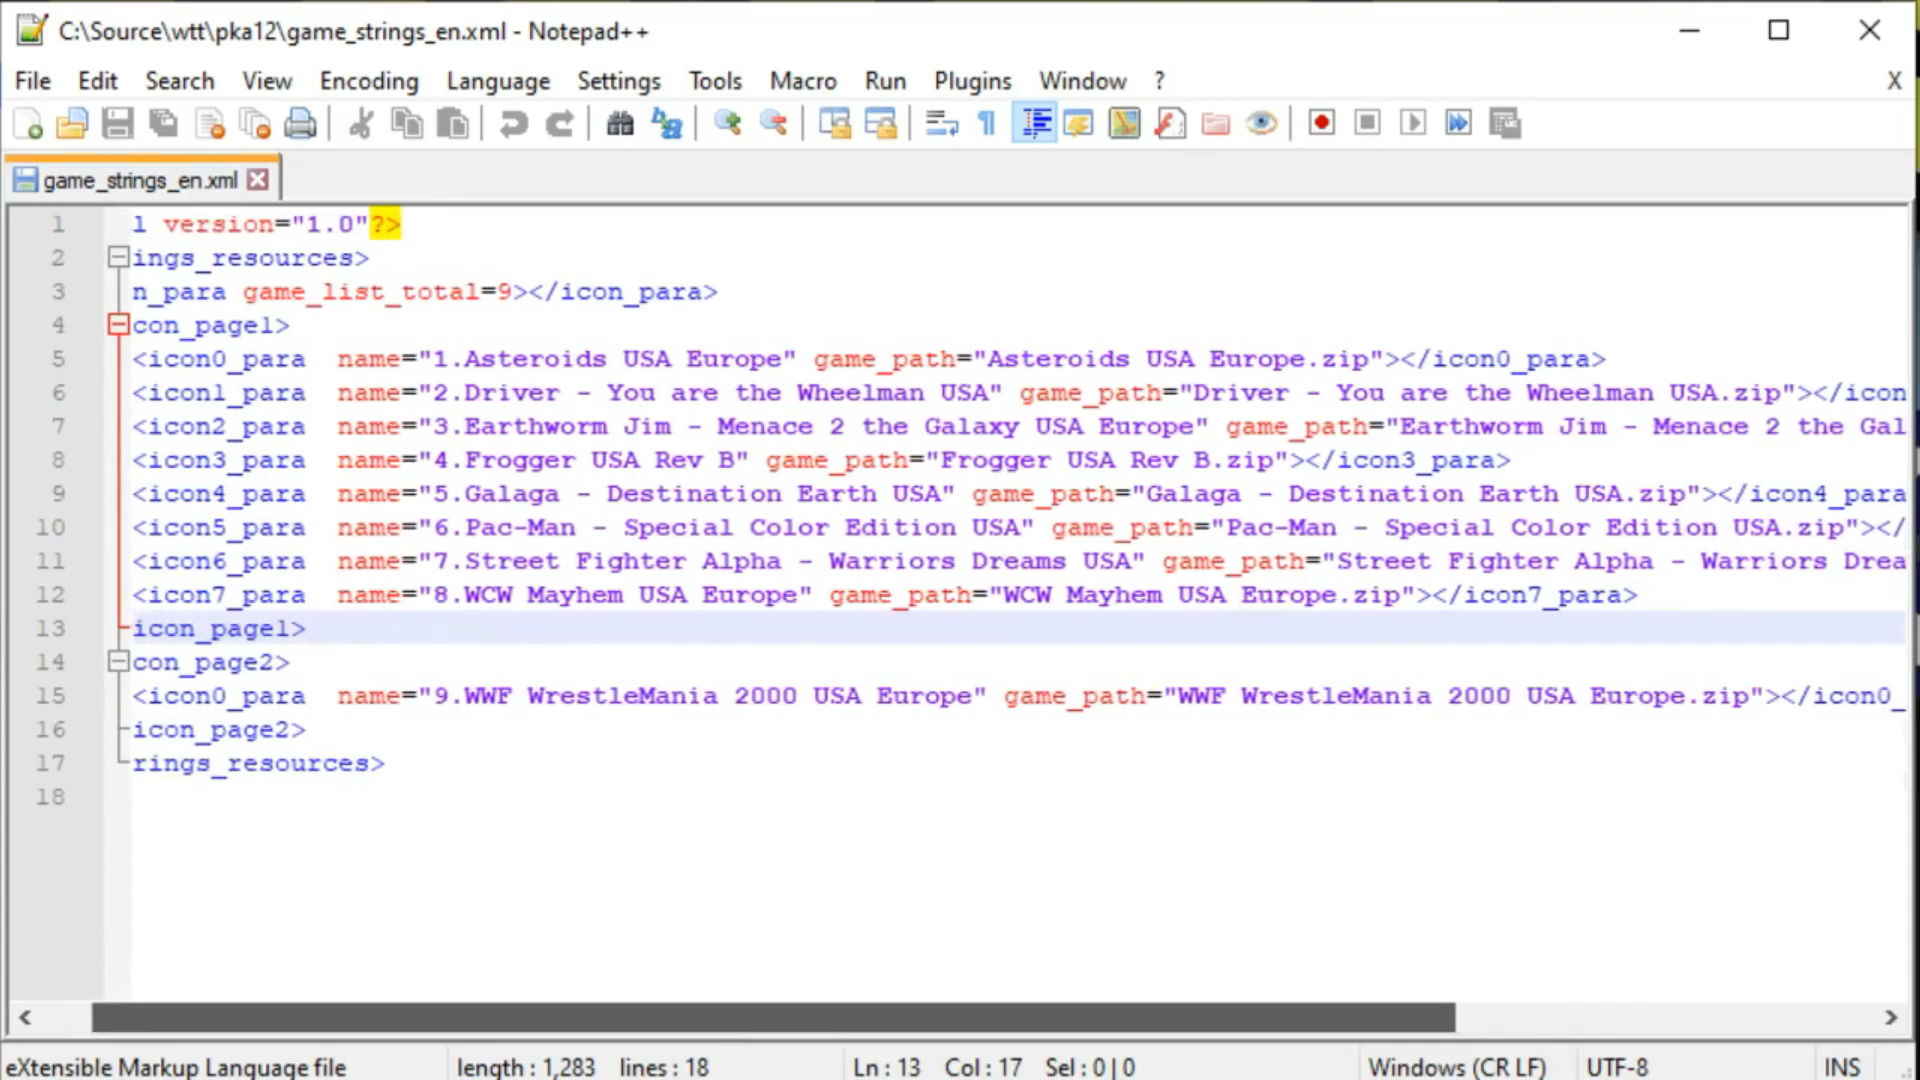 C:\Source\wtt\pka12\game_strings_en.xml - Notepad++
File Edit Search View Encoding Language Settings Tools Macro Run Plugins Window ? X
game_strings_en.xml
1 l version="1.0"?>
2 ings_resources>
3 n_para game_list_total=9></icon_para>
4 con_page1>
5 <icon0_para name="1.Asteroids USA Europe" game_path="Asteroids USA Europe.zip"></icon0_para>
6 <icon1_para name="2.Driver - You are the Wheelman USA" game_path="Driver - You are the Wheelman USA.zip"></icon
7 <icon2_para name="3.Earthworm Jim - Menace 2 the Galaxy USA Europe" game_path="Earthworm Jim - Menace 2 the Gal
8 <icon3_para name="4.Frogger USA Rev B" game_path="Frogger USA Rev B.zip"></icon3_para>
9 <icon4_para name="5.Galaga - Destination Earth USA" game_path="Galaga - Destination Earth USA.zip"></icon4_para
10 <icon5_para name="6.Pac-Man - Special Color Edition USA" game_path="Pac-Man - Special Color Edition USA.zip"></
11 <icon6_para name="7.Street Fighter Alpha - Warriors Dreams USA" game_path="Street Fighter Alpha - Warriors Drea
12 <icon7_para name="8.WCW Mayhem USA Europe" game_path="WCW Mayhem USA Europe.zip"></icon7_para>
13 icon_page1>
14 con_page2>
15 <icon0_para name="9.WWF WrestleMania 2000 USA Europe" game_path="WWF WrestleMania 2000 USA Europe.zip"></icon0_
16 icon_page2>
17 rings_resources>
18
eXtensible Markup Language file length : 1,283 lines : 18 Ln : 13 Col : 17 Sel : 0 | 0 Windows (CR LF) UTF-8 INS